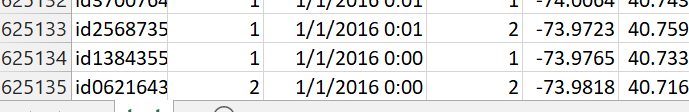 625132 id3700764 1 1/1/2016 0:01 1 -74.0064 40.743
625133 id2568735 1 1/1/2016 0:01 2 -73.9723 40.759
625134 id1384355 1 1/1/2016 0:00 1 -73.9765 40.733
625135 id0621643 2 1/1/2016 0:00 2 -73.9818 40.716